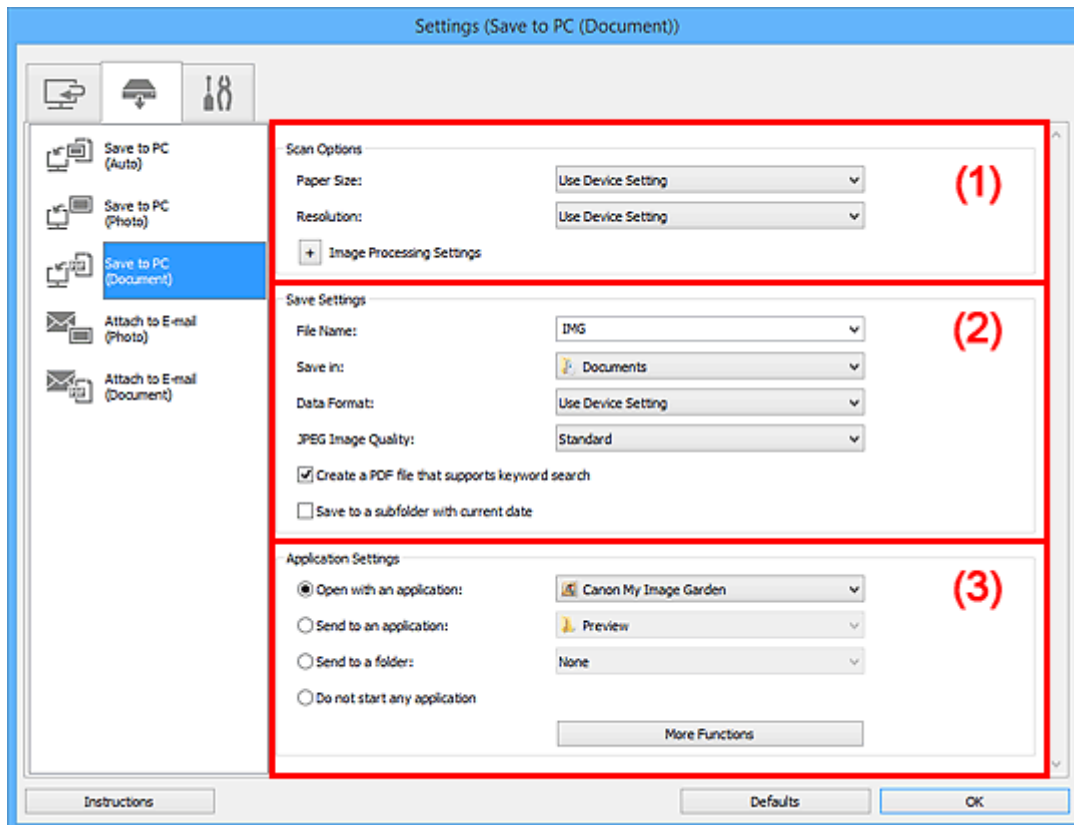 Settings (Save to PC (Document))
Save to PC
(Auto)
Save to PC
(Photo)
Save to PC
(Document)
Attach to E-mail
(Photo)
Attach to E-mail
(Document)
Scan Options
(1)
Paper Size: Use Device Setting
Resolution: Use Device Setting
+ Image Processing Settings
Save Settings
(2)
File Name: IMG
Save in: Documents
Data Format: Use Device Setting
JPEG Image Quality: Standard
Create a PDF file that supports keyword search
Save to a subfolder with current date
Application Settings
(3)
Open with an application: Canon My Image Garden
Send to an application: Preview
Send to a folder: None
Do not start any application
More Functions
Instructions Defaults OK